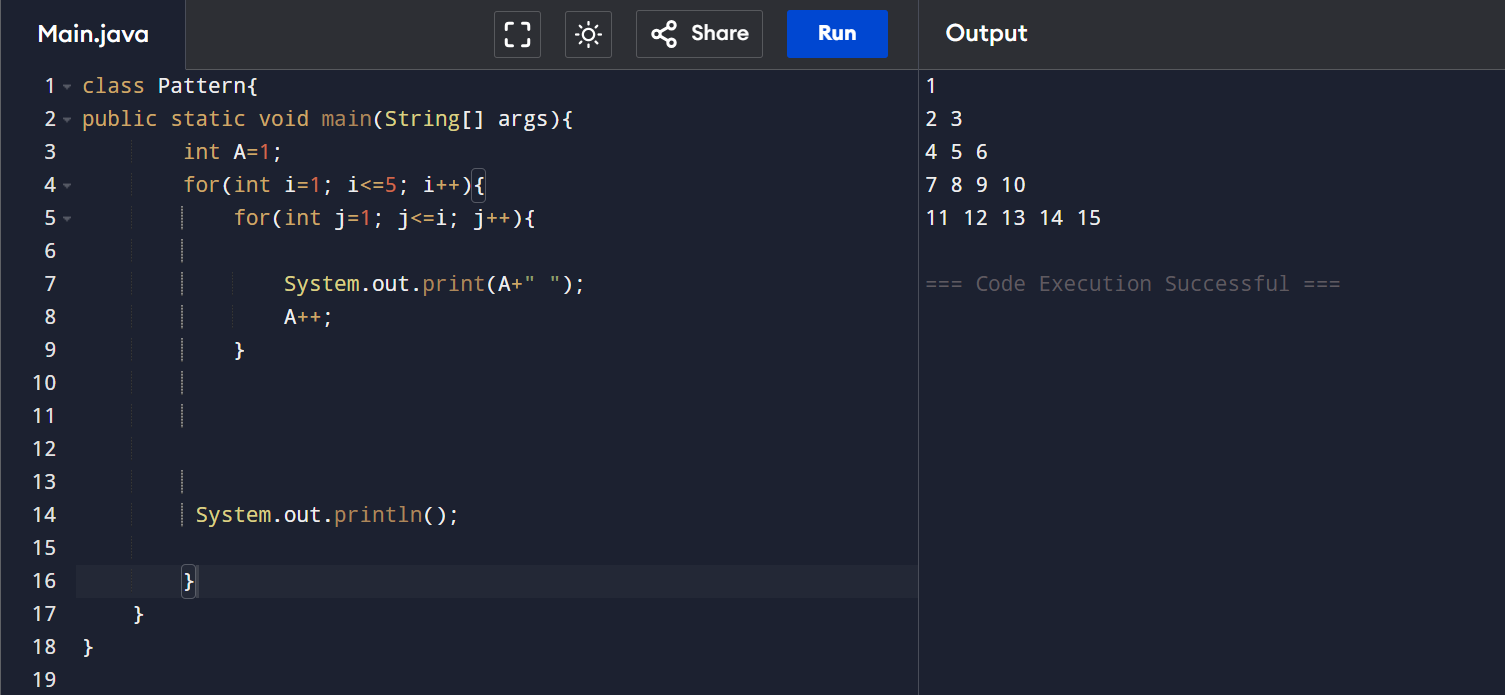 Main.java
Share
Run
Output
1 class Pattern{
2 public static void main(String[] args){
3 int A=1;
4 for(int i=1; i<=5; i++){
5 for(int j=1; j<=i; j++){
6
7 System.out.print(A+" ");
8 A++;
9 }
10
11
12
13
14 System.out.println();
15
16 }
17 }
18 }
19
1
2 3
4 5 6
7 8 9 10
11 12 13 14 15
=== Code Execution Successful ===